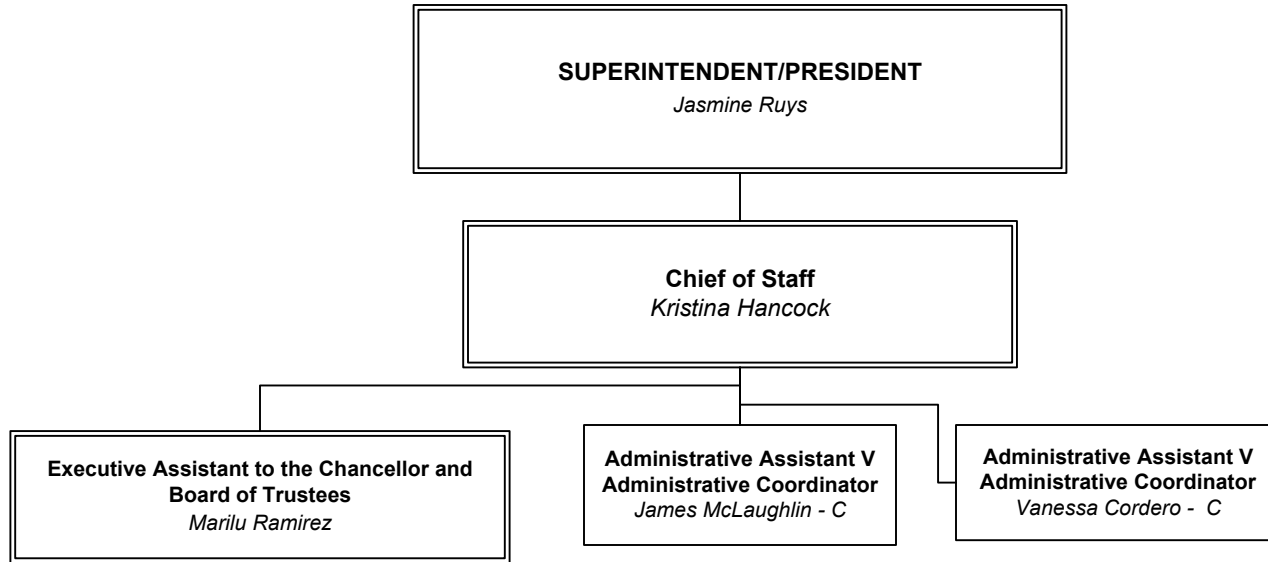 SUPERINTENDENT/PRESIDENT
Jasmine Ruys
Chief of Staff
Kristina Hancock
Executive Assistant to the Chancellor and
Board of Trustees
Marilu Ramirez
Administrative Assistant V
Administrative Coordinator
James McLaughlin - C
Administrative Assistant V
Administrative Coordinator
Vanessa Cordero - C